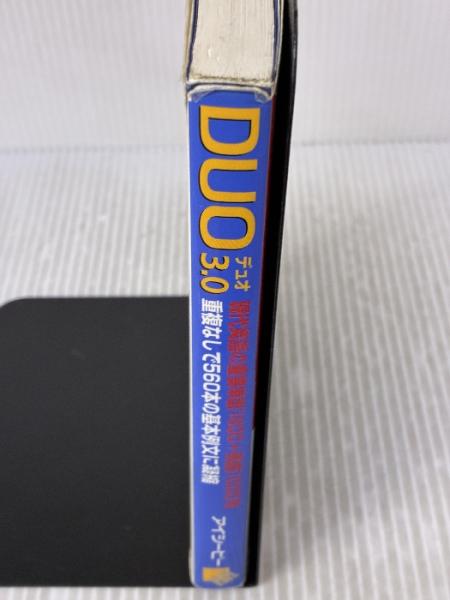 DUO 3.0
デュオ
現代英語の重要単語1600+熟語1000を
重複なしで560本の基本例文に凝縮
アイシーピー